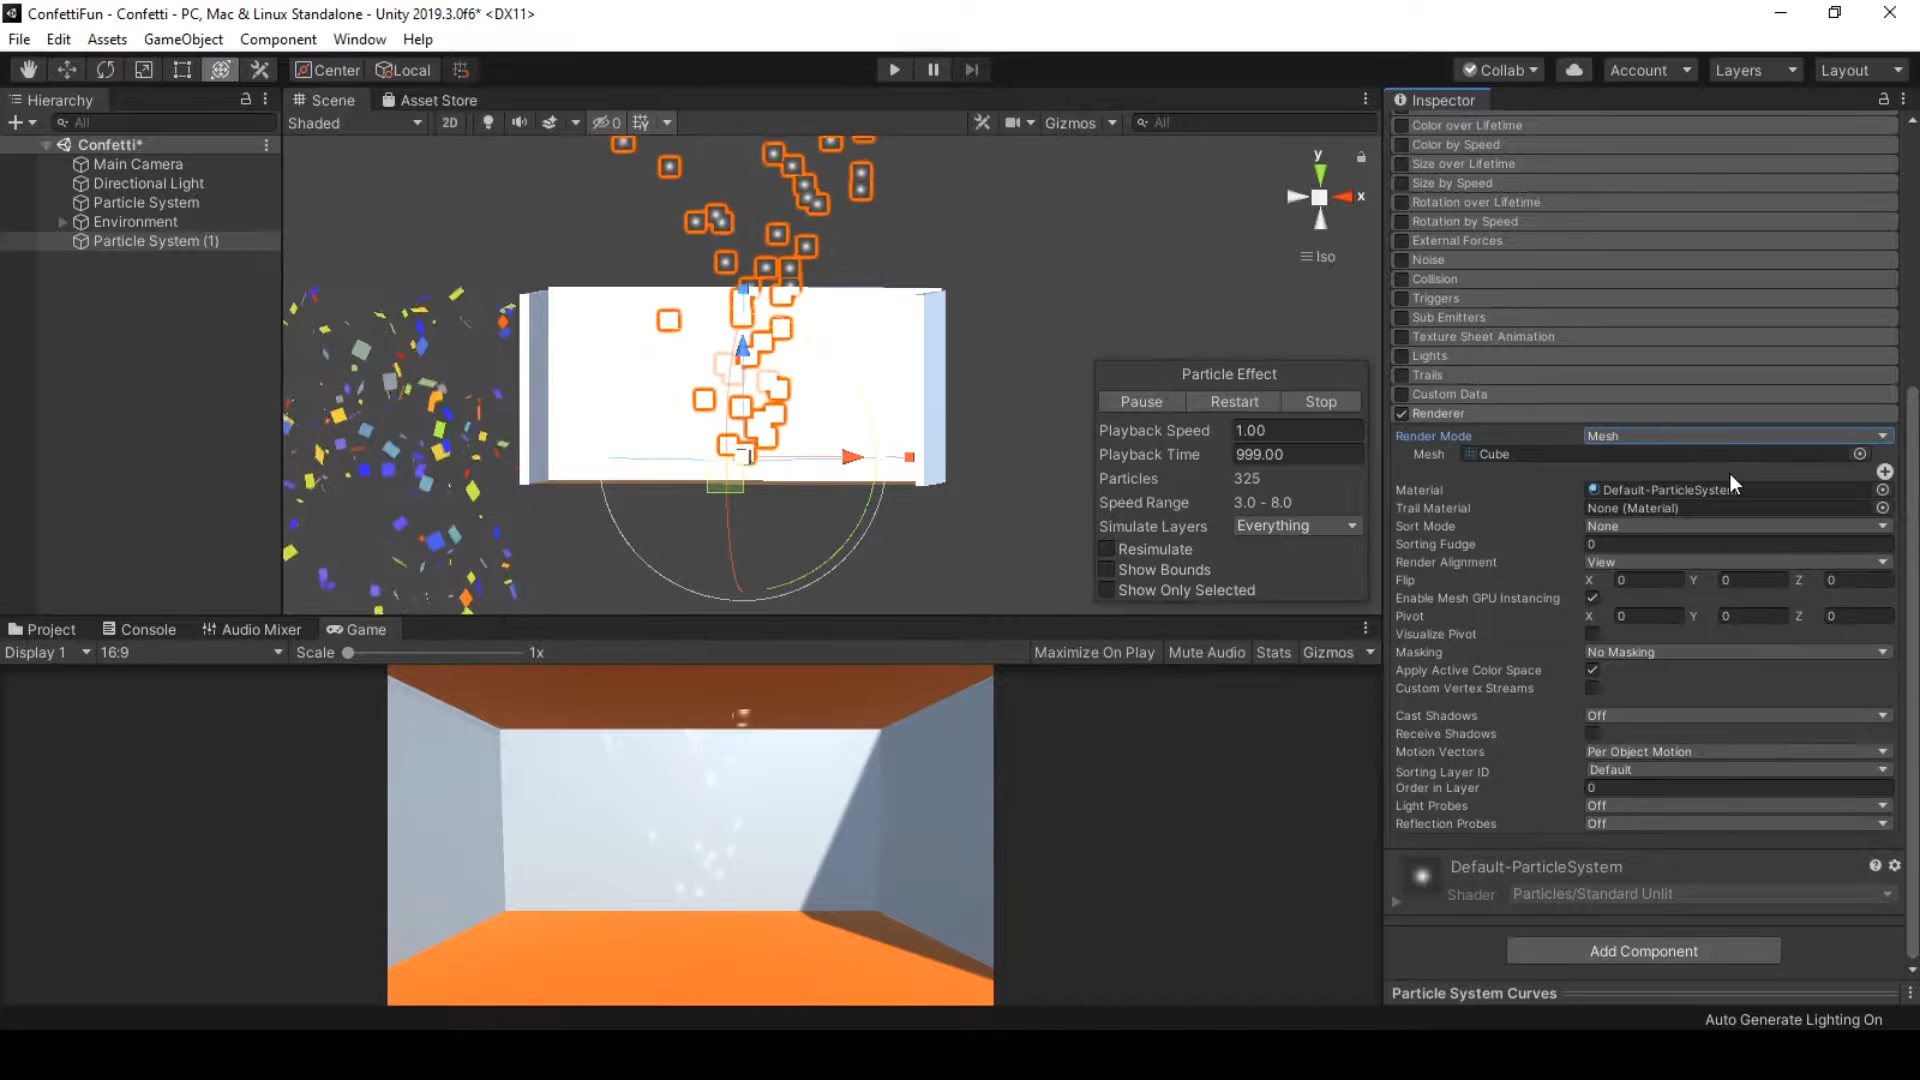 ConfettiFun - Confetti - PC, Mac & Linux Standalone - Unity 2019.3.0f6* <DX11>
File Edit Assets GameObject Component Window Help
Center Local Collab Account Layers Layout
Hierarchy
All
Confetti*
Main Camera
Directional Light
Particle System
Environment
Particle System (1)
Scene Asset Store
Shaded 2D 0 Gizmos All
y
x
Iso
Particle Effect
Pause Restart Stop
Playback Speed 1.00
Playback Time 999.00
Particles 325
Speed Range 3.0 - 8.0
Simulate Layers Everything
Resimulate
Show Bounds
Show Only Selected
Project Console Audio Mixer Game
Display 1 16:9 Scale 1x Maximize On Play Mute Audio Stats Gizmos
Inspector
Color over Lifetime
Color by Speed
Size over Lifetime
Size by Speed
Rotation over Lifetime
Rotation by Speed
External Forces
Noise
Collision
Triggers
Sub Emitters
Texture Sheet Animation
Lights
Trails
Custom Data
Renderer
Render Mode Mesh
Mesh Cube
Material Default-ParticleSystem
Trail Material None (Material)
Sort Mode None
Sorting Fudge 0
Render Alignment View
Flip X 0 Y 0 Z 0
Enable Mesh GPU Instancing
Pivot X 0 Y 0 Z 0
Visualize Pivot
Masking No Masking
Apply Active Color Space
Custom Vertex Streams
Cast Shadows Off
Receive Shadows
Motion Vectors Per Object Motion
Sorting Layer ID Default
Order in Layer 0
Light Probes Off
Reflection Probes Off
Default-ParticleSystem
Shader Particles/Standard Unlit
Add Component
Particle System Curves
Auto Generate Lighting On